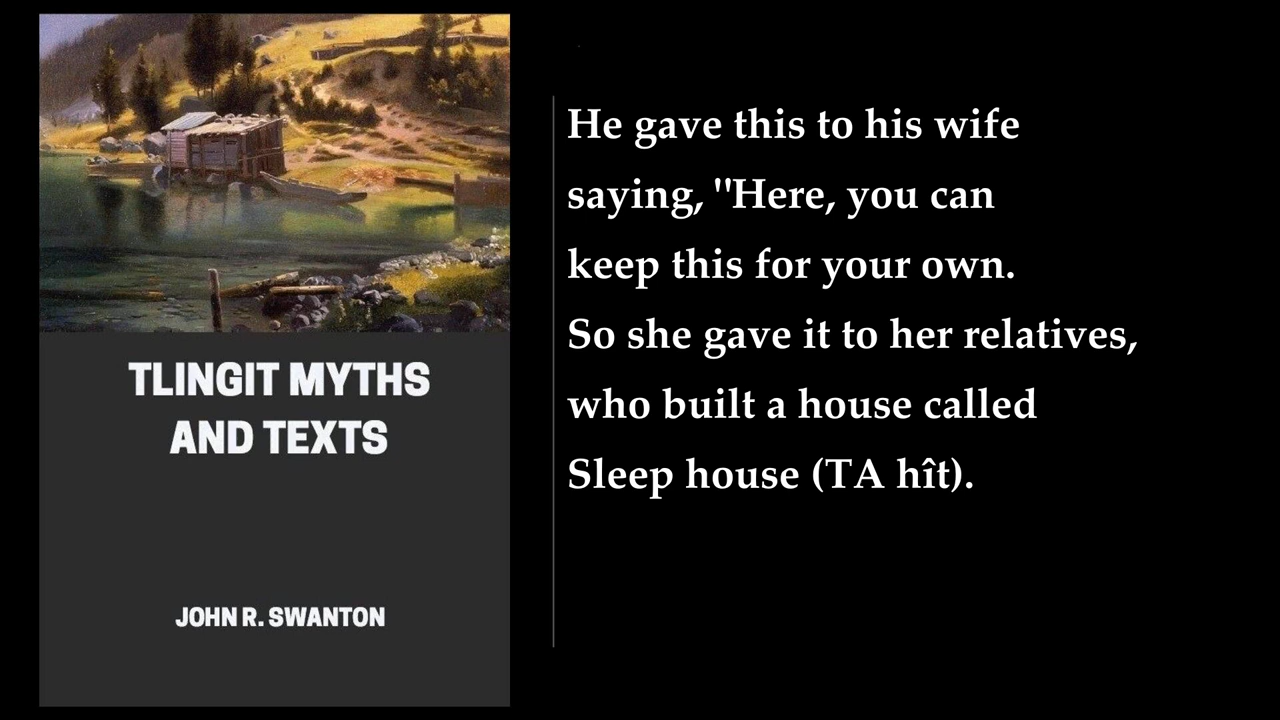 TLINGIT MYTHS
AND TEXTS
JOHN R. SWANTON
He gave this to his wife
saying, "Here, you can
keep this for your own.
So she gave it to her relatives,
who built a house called
Sleep house (TA hît).